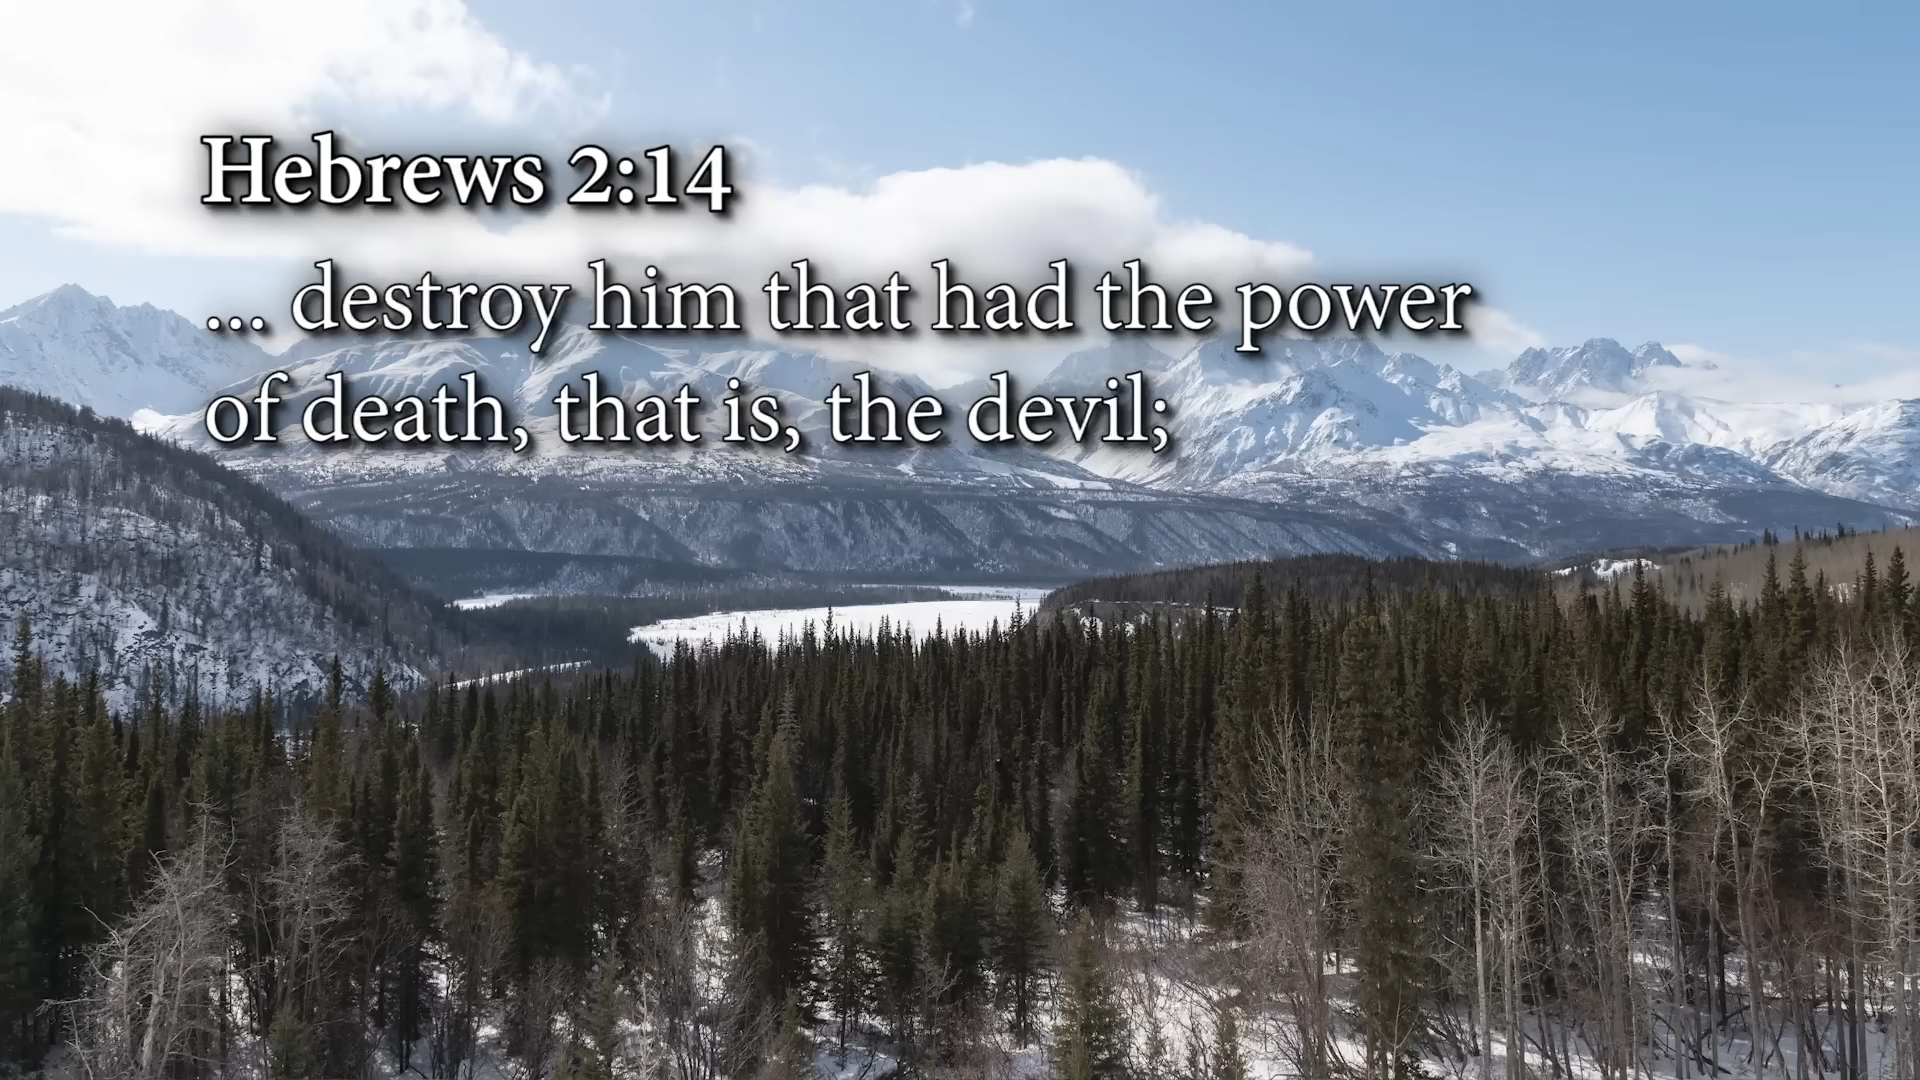 Hebrews 2:14
... destroy him that had the power
of death, that is, the devil;